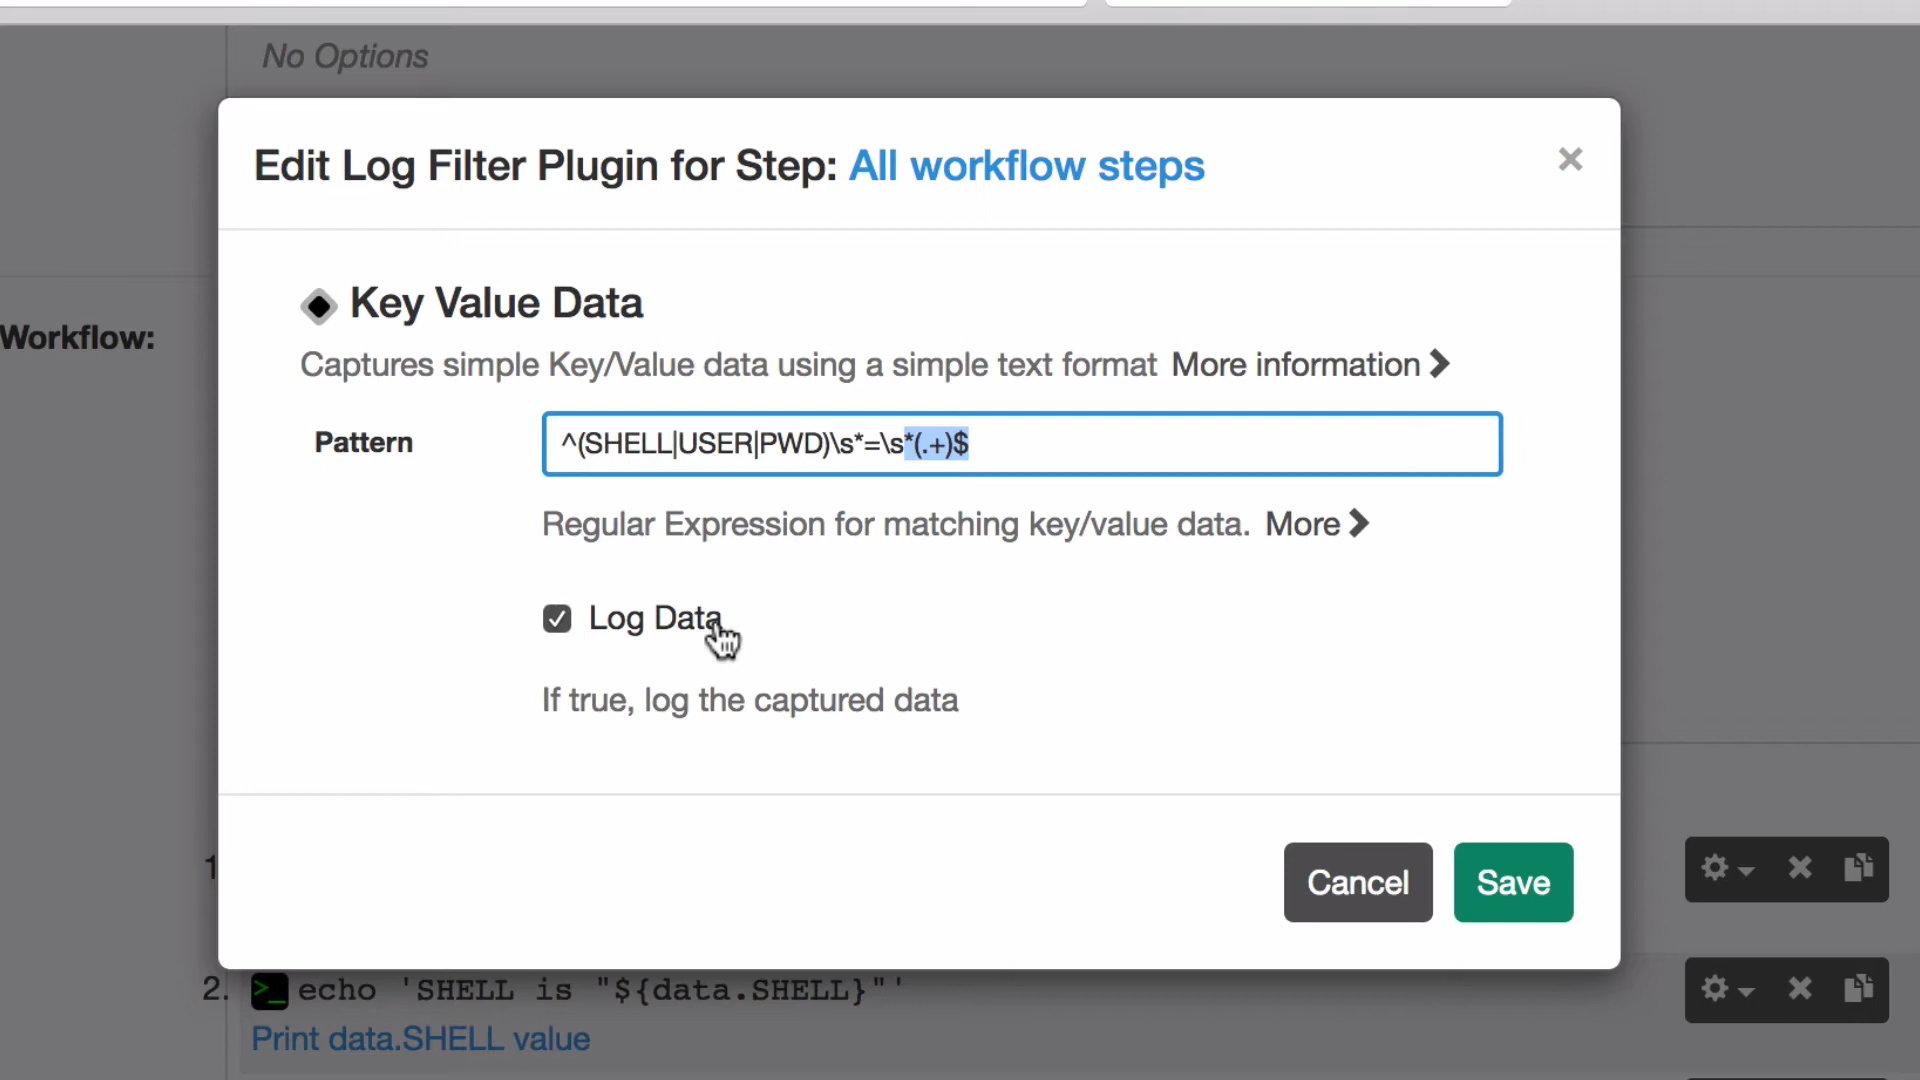 No Options
Edit Log Filter Plugin for Step: All workflow steps
×
Key Value Data
Workflow:
Captures simple Key/Value data using a simple text format More information
Pattern
^(SHELL|USER|PWD)\s*=\s*(.+)$
Regular Expression for matching key/value data. More
Log Data
If true, log the captured data
1
Cancel
Save
2. >_ echo 'SHELL is "${data.SHELL}"'
Print data.SHELL value